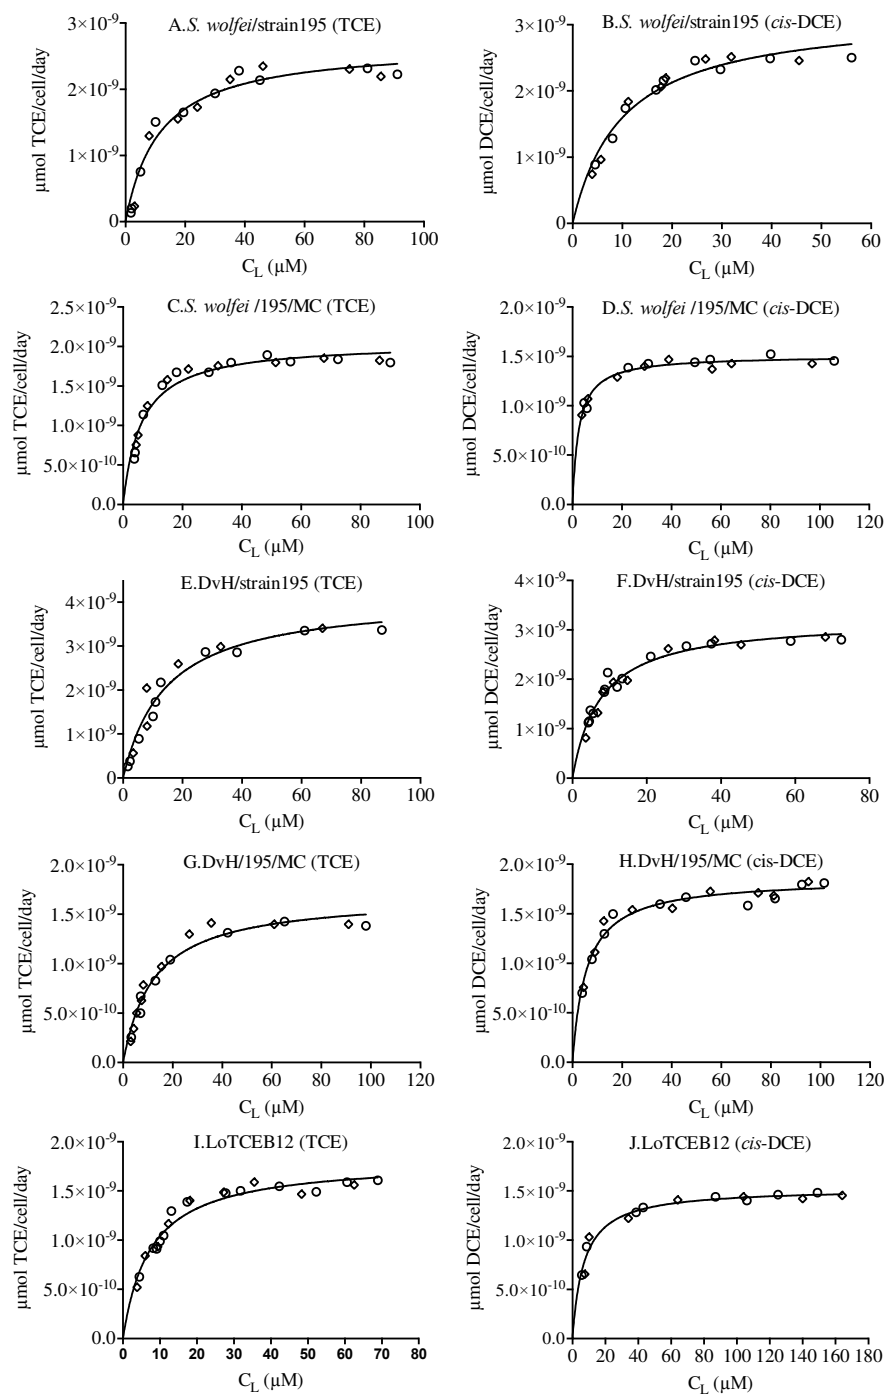 A.S. wolfei/strain195 (TCE)
3×10⁻⁹
2×10⁻⁹
1×10⁻⁹
0
µmol TCE/cell/day
0 20 40 60 80 100
C_L (µM)
B.S. wolfei/strain195 (cis-DCE)
3×10⁻⁹
2×10⁻⁹
1×10⁻⁹
0
µmol DCE/cell/day
0 10 20 30 40 50 60
C_L (µM)
C.S. wolfei /195/MC (TCE)
2.5×10⁻⁹
2.0×10⁻⁹
1.5×10⁻⁹
1.0×10⁻⁹
5.0×10⁻¹⁰
0.0
µmol TCE/cell/day
0 20 40 60 80 100
C_L (µM)
D.S. wolfei /195/MC (cis-DCE)
2.0×10⁻⁹
1.5×10⁻⁹
1.0×10⁻⁹
5.0×10⁻¹⁰
0.0
µmol DCE/cell/day
0 20 40 60 80 100 120
C_L (µM)
E.DvH/strain195 (TCE)
4×10⁻⁹
3×10⁻⁹
2×10⁻⁹
1×10⁻⁹
0
µmol TCE/cell/day
0 20 40 60 80 100
C_L (µM)
F.DvH/strain195 (cis-DCE)
4×10⁻⁹
3×10⁻⁹
2×10⁻⁹
1×10⁻⁹
0
µmol DCE/cell/day
0 20 40 60 80
C_L (µM)
G.DvH/195/MC (TCE)
2.0×10⁻⁹
1.5×10⁻⁹
1.0×10⁻⁹
5.0×10⁻¹⁰
0.0
µmol TCE/cell/day
0 20 40 60 80 100 120
C_L (µM)
H.DvH/195/MC (cis-DCE)
2.0×10⁻⁹
1.5×10⁻⁹
1.0×10⁻⁹
5.0×10⁻¹⁰
0.0
µmol DCE/cell/day
0 20 40 60 80 100 120
C_L (µM)
I.LoTCEB12 (TCE)
2.0×10⁻⁹
1.5×10⁻⁹
1.0×10⁻⁹
5.0×10⁻¹⁰
0.0
µmol TCE/cell/day
0 10 20 30 40 50 60 70 80
C_L (µM)
J.LoTCEB12 (cis-DCE)
2.0×10⁻⁹
1.5×10⁻⁹
1.0×10⁻⁹
5.0×10⁻¹⁰
0.0
µmol DCE/cell/day
0 20 40 60 80 100 120 140 160 180
C_L (µM)